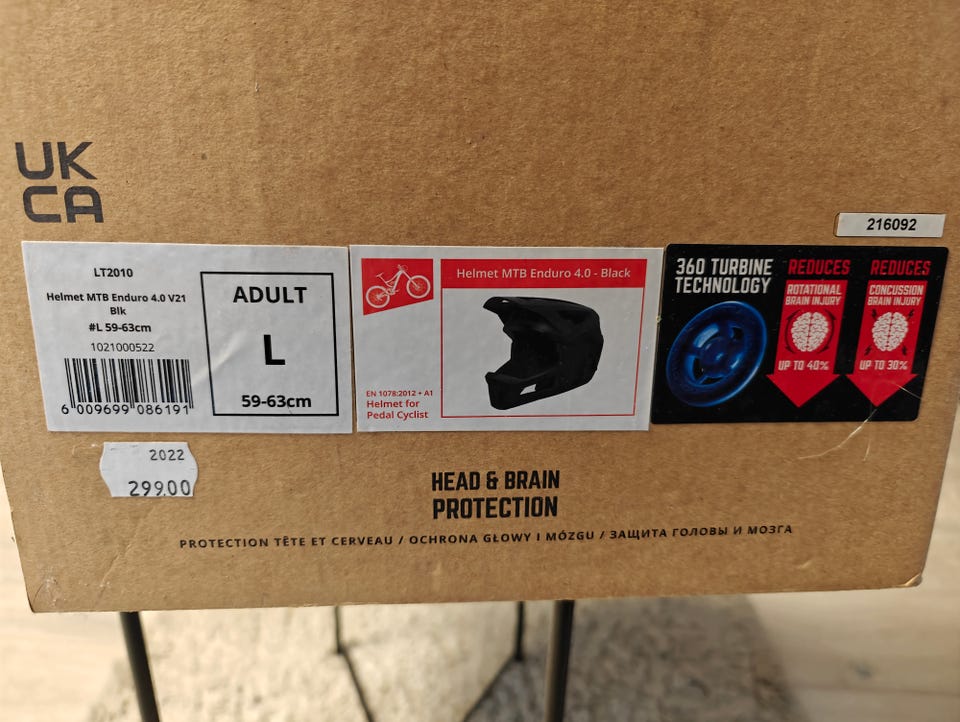 UK
CA
216092
LT2010
Helmet MTB Enduro 4.0 V21
Blk
#L 59-63cm
1021000522
6 009699 086191
ADULT
L
59-63cm
Helmet MTB Enduro 4.0 - Black
EN 1078:2012 + A1
Helmet for
Pedal Cyclist
360 TURBINE
TECHNOLOGY
REDUCES
ROTATIONAL
BRAIN INJURY
UP TO 40%
REDUCES
CONCUSSION
BRAIN INJURY
UP TO 30%
2022
299.00
HEAD & BRAIN
PROTECTION
PROTECTION TÊTE ET CERVEAU / OCHRONA GŁOWY I MÓZGU / ЗАЩИТА ГОЛОВЫ И МОЗГА